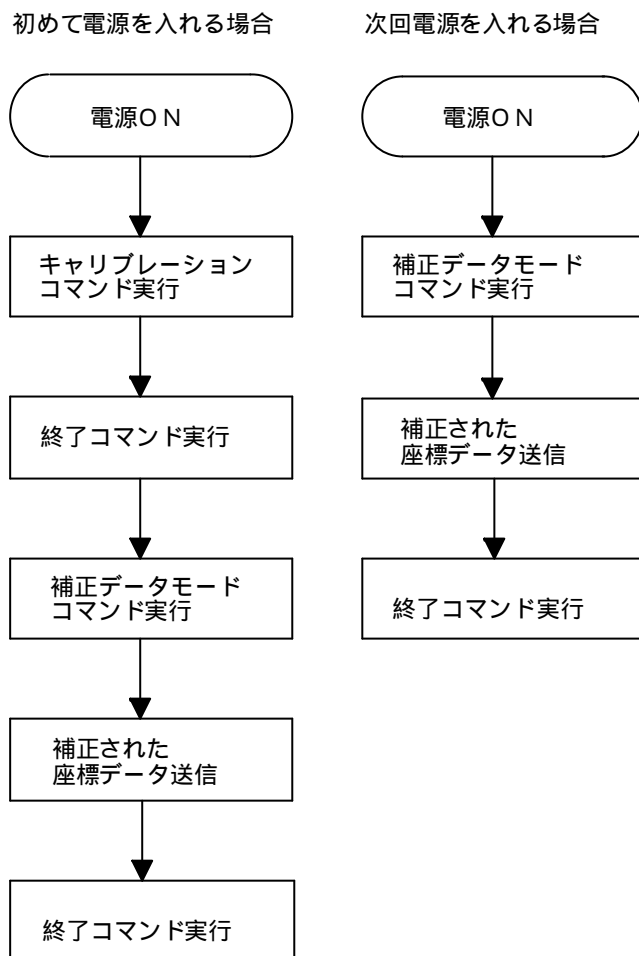 初めて電源を入れる場合
電源ＯＮ
キャリブレーション
コマンド実行
終了コマンド実行
補正データモード
コマンド実行
補正された
座標データ送信
終了コマンド実行
次回電源を入れる場合
電源ＯＮ
補正データモード
コマンド実行
補正された
座標データ送信
終了コマンド実行